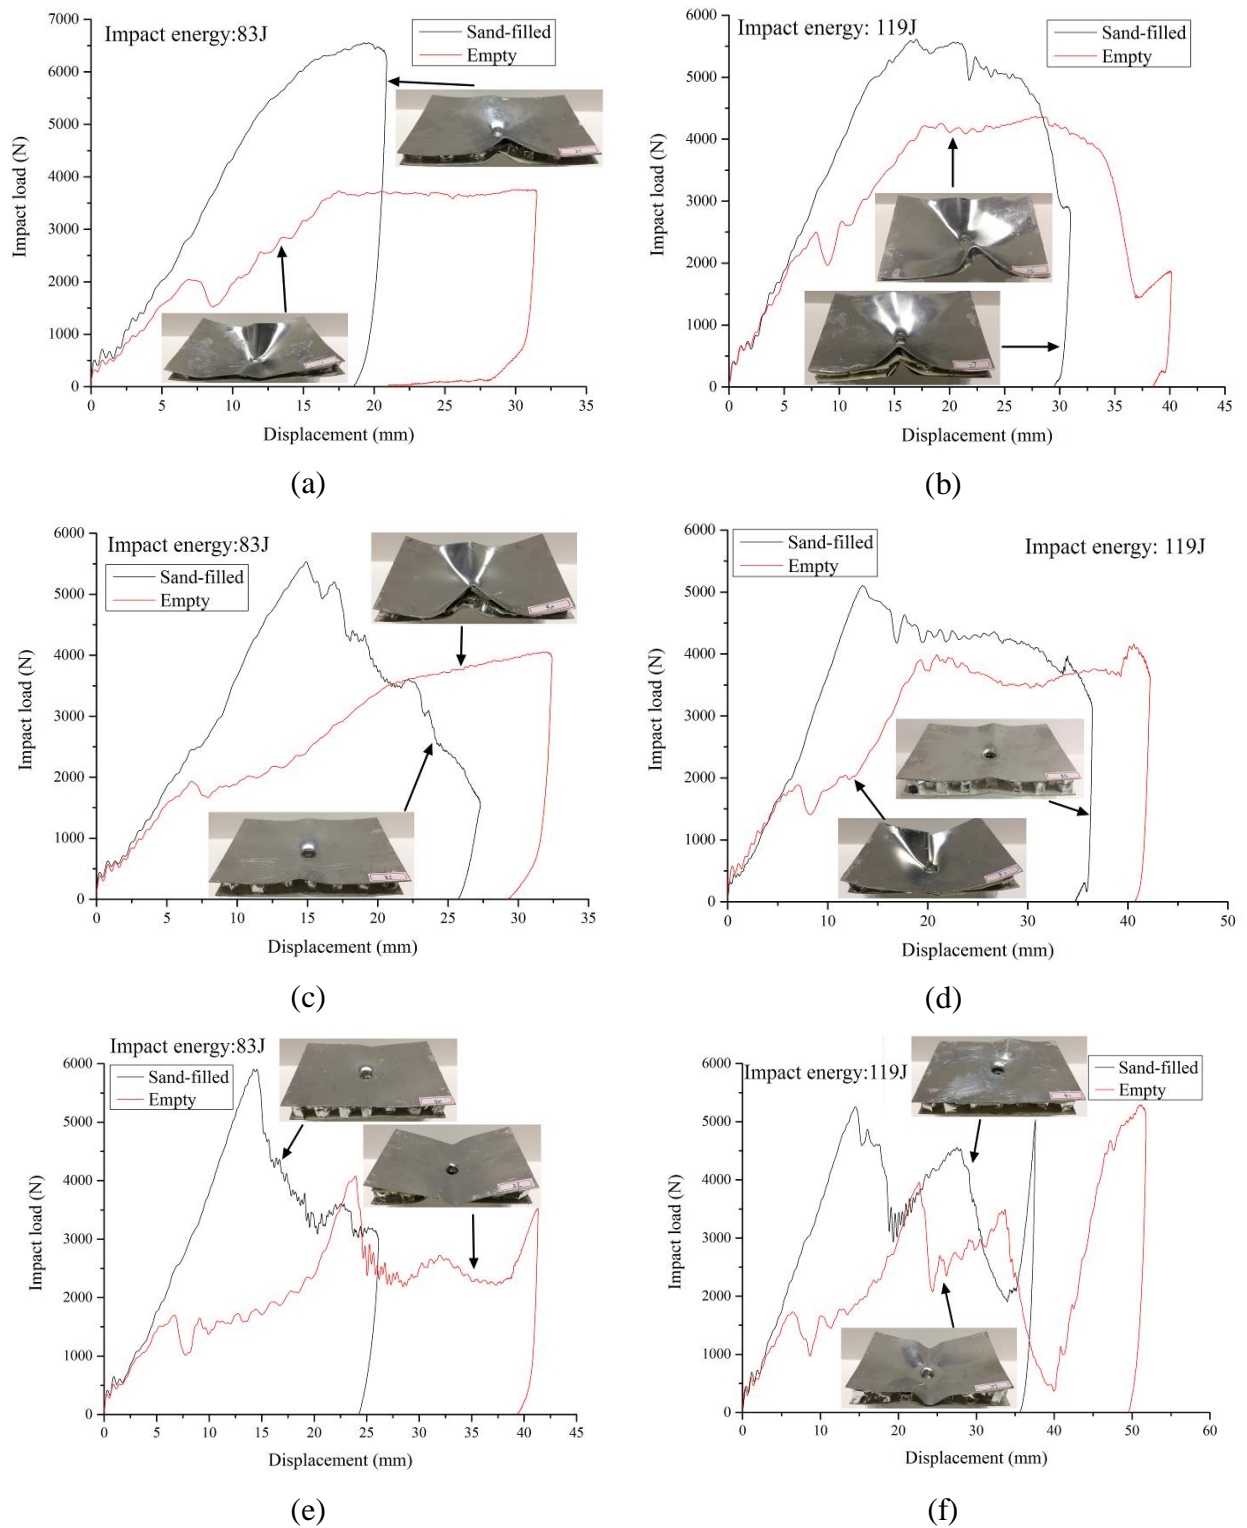 Impact energy:83J
Sand-filled
Empty
Impact load (N)
7000
6000
5000
4000
3000
2000
1000
0
0 5 10 15 20 25 30 35
Displacement (mm)
(a)
Impact energy: 119J
Sand-filled
Empty
Impact load (N)
6000
5000
4000
3000
2000
1000
0
0 5 10 15 20 25 30 35 40 45
Displacement (mm)
(b)
Impact energy:83J
Sand-filled
Empty
Impact load (N)
6000
5000
4000
3000
2000
1000
0
0 5 10 15 20 25 30 35
Displacement (mm)
(c)
Sand-filled
Empty
Impact energy: 119J
Impact load (N)
6000
5000
4000
3000
2000
1000
0
0 10 20 30 40 50
Displacement (mm)
(d)
Impact energy:83J
Sand-filled
Empty
Impact load (N)
6000
5000
4000
3000
2000
1000
0
0 5 10 15 20 25 30 35 40 45
Displacement (mm)
(e)
Impact energy:119J
Sand-filled
Empty
Impact load (N)
6000
5000
4000
3000
2000
1000
0
0 10 20 30 40 50 60
Displacement (mm)
(f)